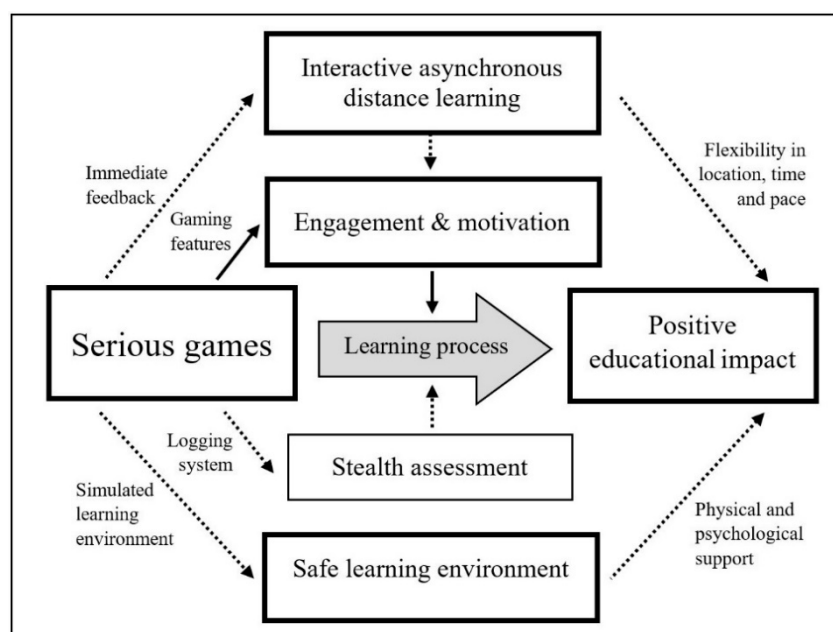 Interactive asynchronous
distance learning
Immediate
feedback
Flexibility in
location, time
and pace
Gaming
features
Engagement & motivation
Serious games
Learning process
Positive
educational impact
Logging
system
Stealth assessment
Simulated
learning
environment
Physical and
psychological
support
Safe learning environment